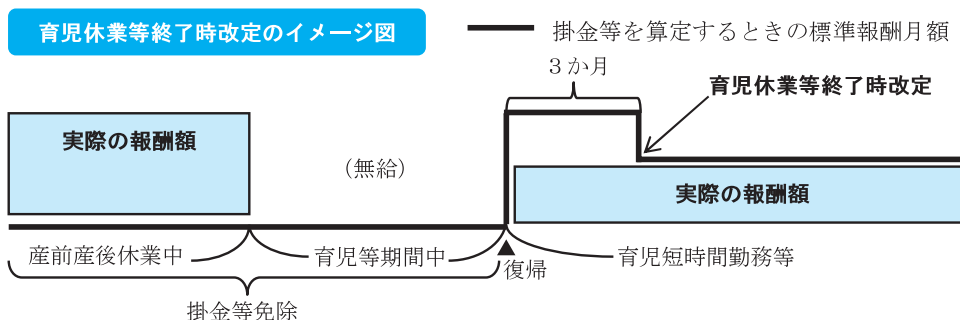 育児休業等終了時改定のイメージ図
掛金等を算定するときの標準報酬月額
３か月
育児休業等終了時改定
実際の報酬額
（無給）
実際の報酬額
産前産後休業中
育児等期間中
復帰
育児短時間勤務等
掛金等免除